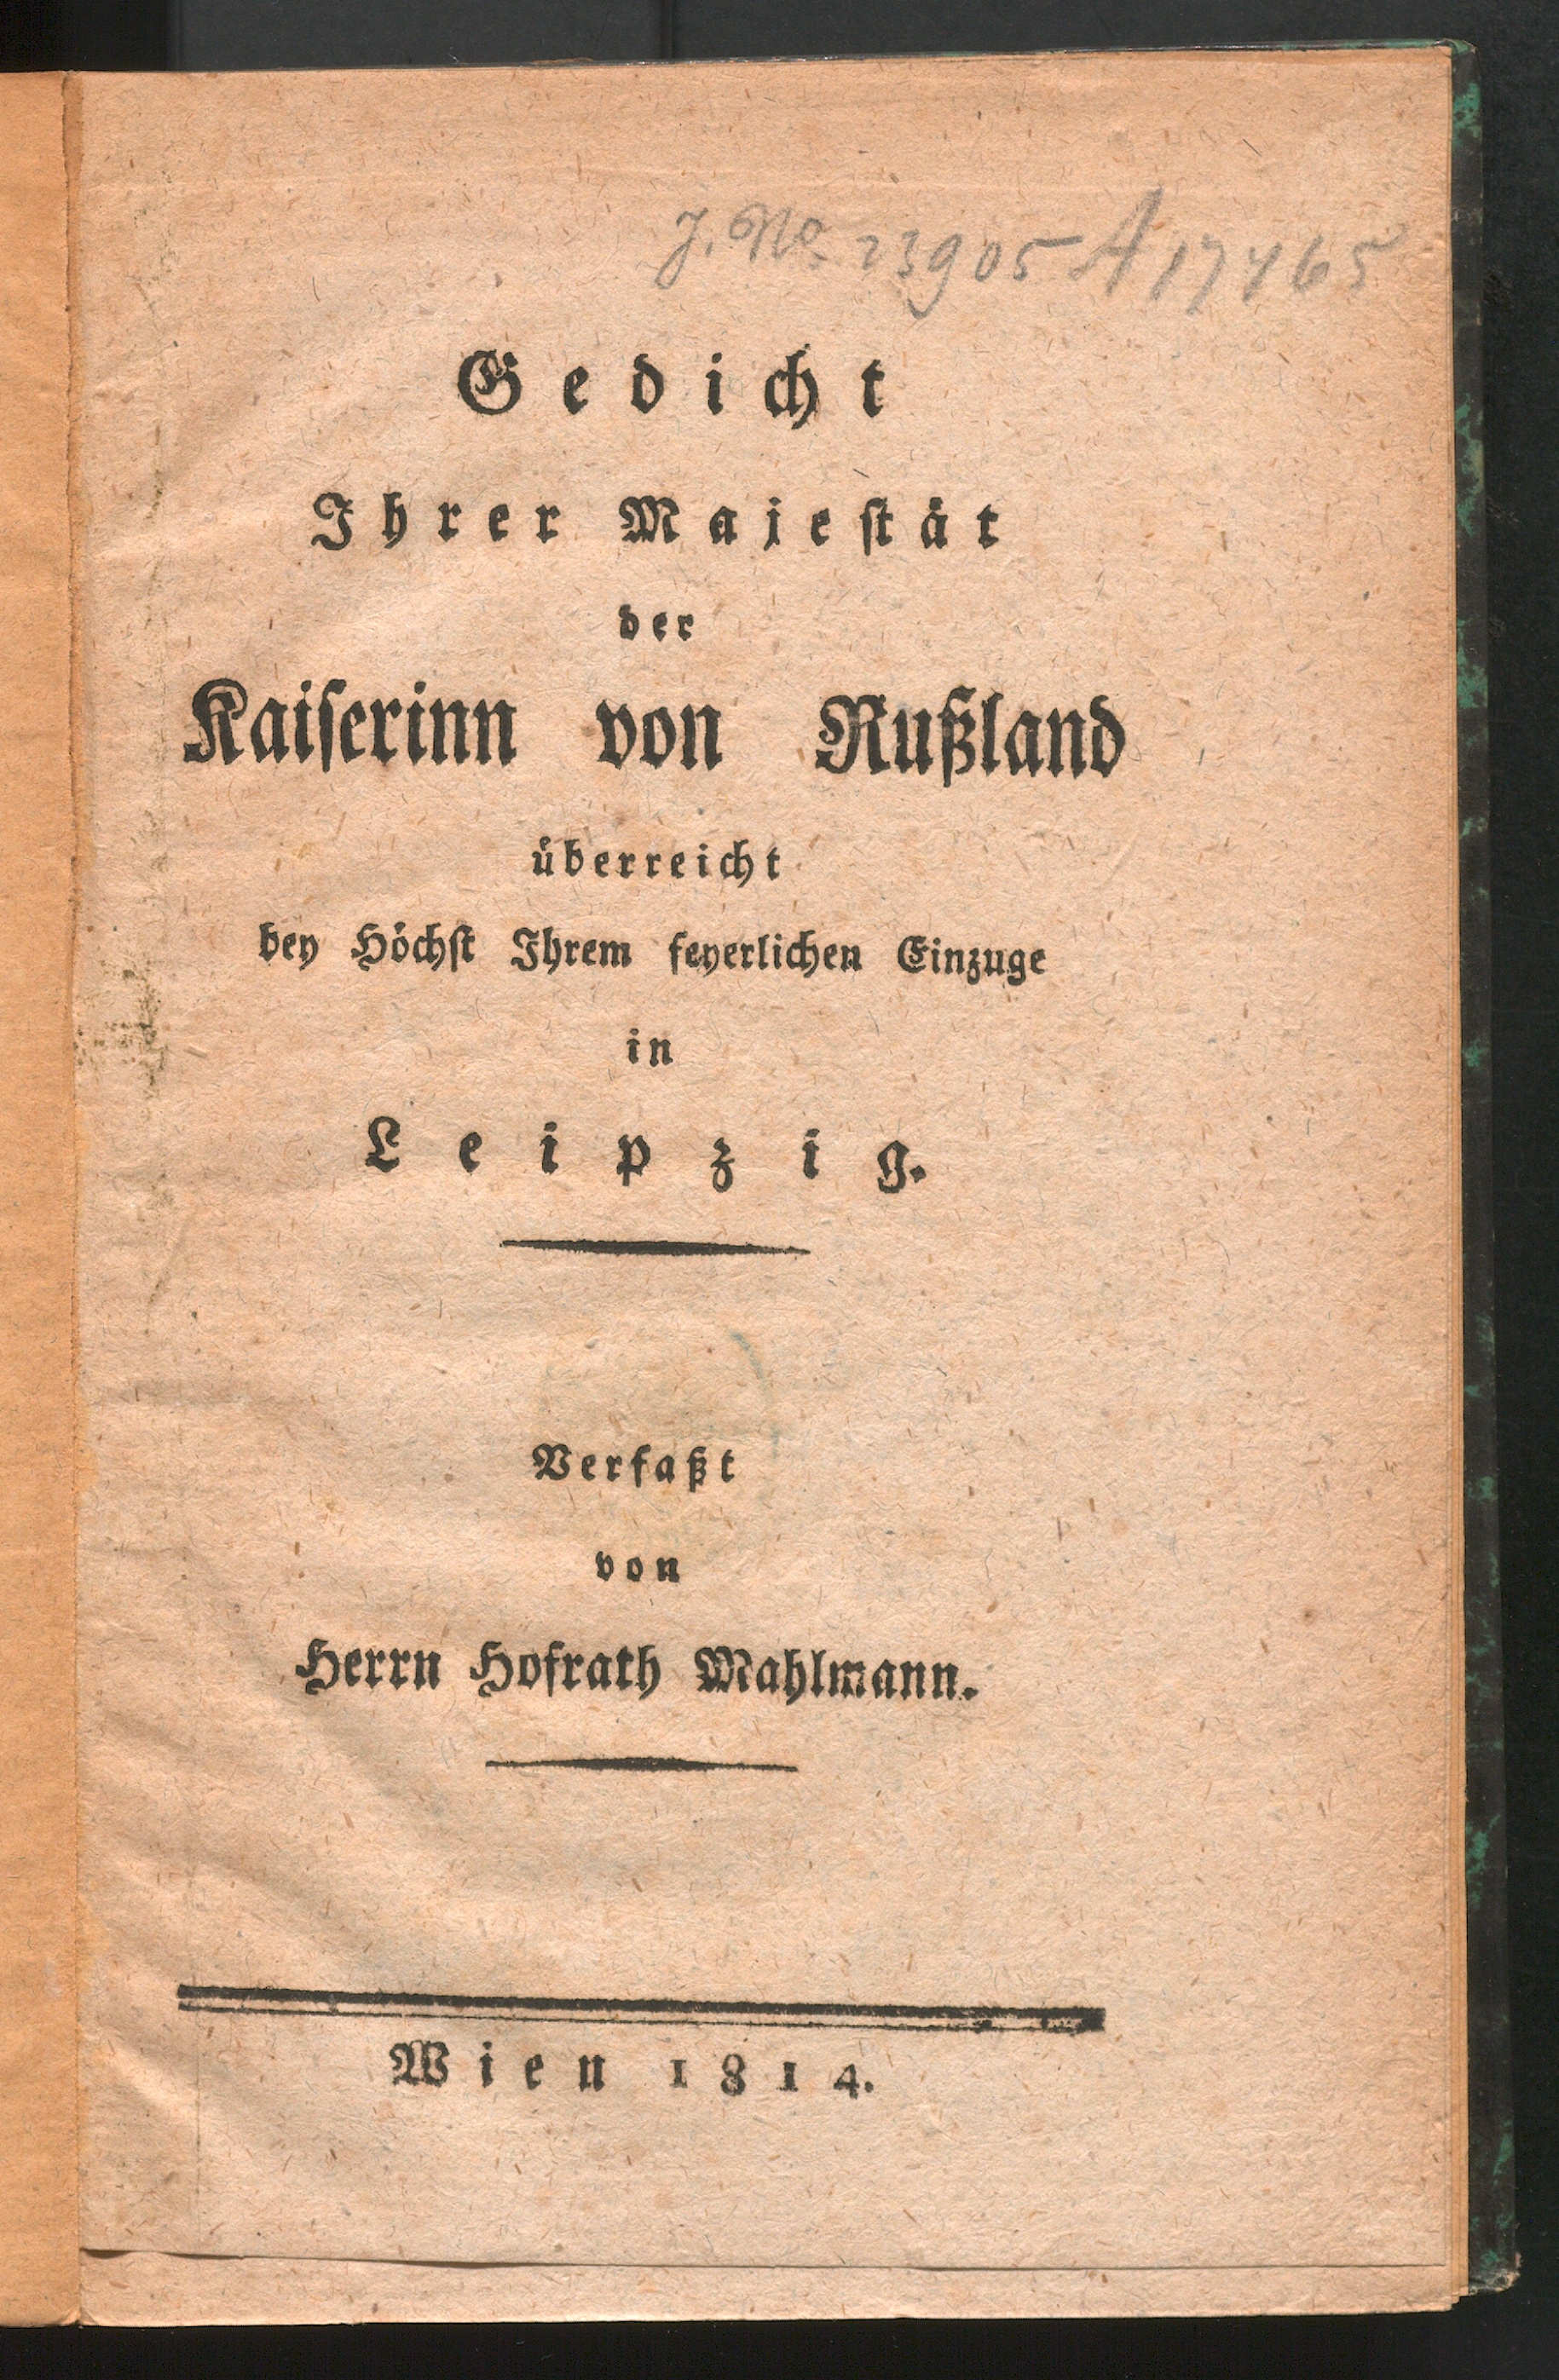 J. No 23905 A 17465
Gedicht
Ihrer Majestät
der
Kaiserinn von Rußland
überreicht
bey Höchst Ihrem feyerlichen Einzuge
in
Leipzig.
Verfaßt
von
Herrn Hofrath Mahlmann.
Wien 1814.